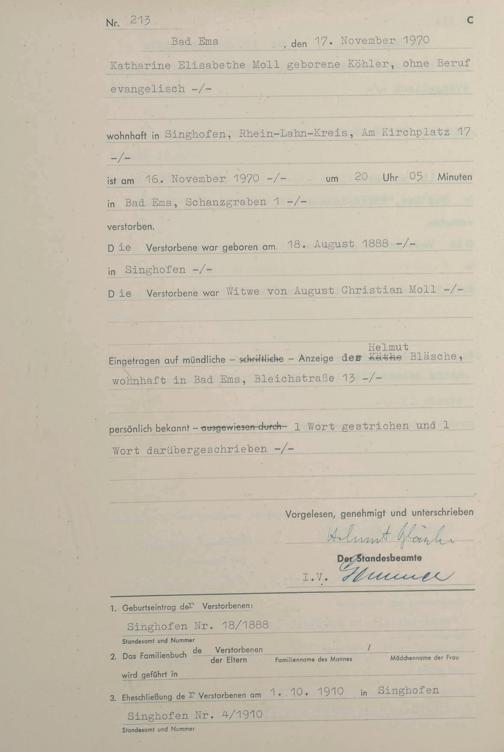 Nr. 213 C
Bad Ems, den 17. November 1970
Katharine Elisabethe Moll geborene Köhler, ohne Beruf
evangelisch -/-
wohnhaft in Singhofen, Rhein-Lahn-Kreis, Am Kirchplatz 17
-/-
ist am 16. November 1970 -/- um 20 Uhr 05 Minuten
in Bad Ems, Schanzgraben 1 -/-
verstorben.
Die Verstorbene war geboren am 18. August 1888 -/-
in Singhofen -/-
Die Verstorbene war Witwe von August Christian Moll -/-
Helmut
Eingetragen auf mündliche – schriftliche – Anzeige des Käthe Bläsche,
wohnhaft in Bad Ems, Bleichstraße 13 -/-
persönlich bekannt – ausgewiesen durch – 1 Wort gestrichen und 1
Wort darübergeschrieben -/-
Vorgelesen, genehmigt und unterschrieben
Helmut Bläsche
Der Standesbeamte
I.V.
1. Geburtseintrag der Verstorbenen:
Singhofen Nr. 18/1888
Standesamt und Nummer
2. Das Familienbuch de Verstorbenen /
der Eltern Familienname des Mannes Mädchenname der Frau
wird geführt in
3. Eheschließung der Verstorbenen am 1. 10. 1910 in Singhofen
Singhofen Nr. 4/1910
Standesamt und Nummer